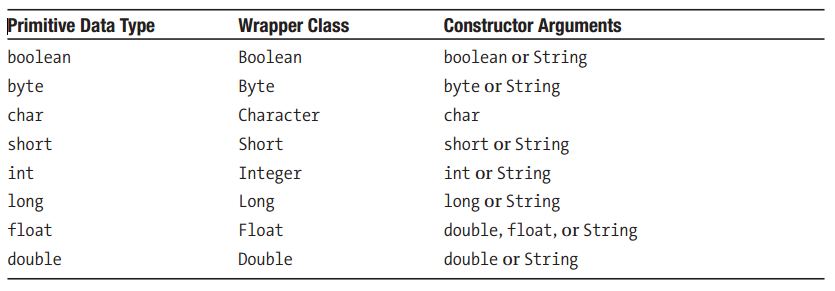 Primitive Data Type Wrapper Class Constructor Arguments
boolean Boolean boolean or String
byte Byte byte or String
char Character char
short Short short or String
int Integer int or String
long Long long or String
float Float double, float, or String
double Double double or String